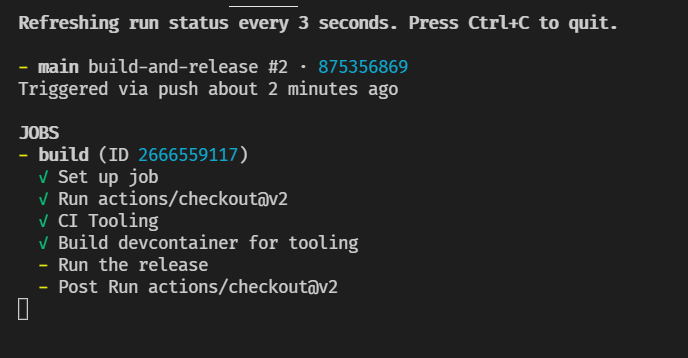 Refreshing run status every 3 seconds. Press Ctrl+C to quit.
- main build-and-release #2 · 875356869
Triggered via push about 2 minutes ago
JOBS
- build (ID 2666559117)
✓ Set up job
✓ Run actions/checkout@v2
✓ CI Tooling
✓ Build devcontainer for tooling
- Run the release
- Post Run actions/checkout@v2